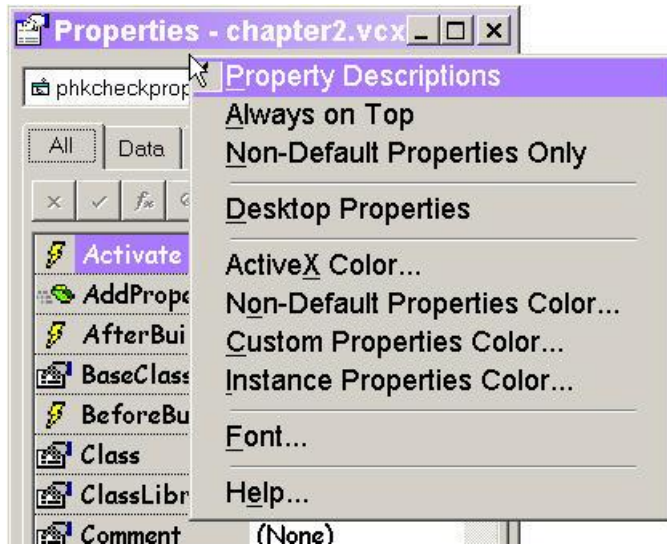 Properties - chapter2.vcx
phkcheckprop
Property Descriptions
Always on Top
Non-Default Properties Only
Desktop Properties
ActiveX Color...
Non-Default Properties Color...
Custom Properties Color...
Instance Properties Color...
Font...
Help...
All
Data
fx
Activate
AddPrope
AfterBui
BaseClass
BeforeBu
Class
ClassLibr
Comment (None)